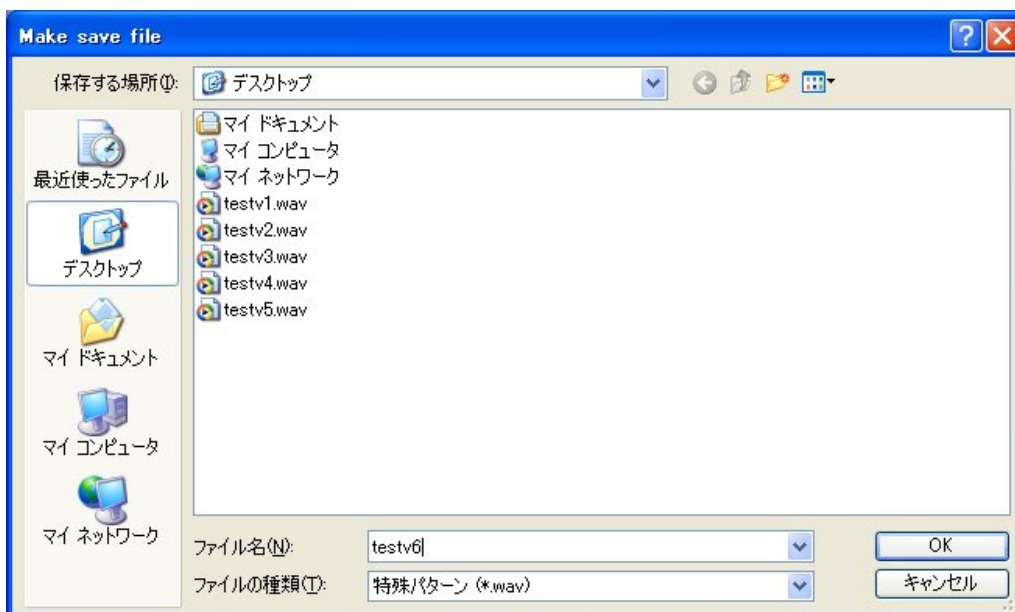 Make save file
保存する場所(I): デスクトップ
最近使ったファイル
デスクトップ
マイ ドキュメント
マイ コンピュータ
マイ ネットワーク
マイ ドキュメント
マイ コンピュータ
マイ ネットワーク
testv1.wav
testv2.wav
testv3.wav
testv4.wav
testv5.wav
ファイル名(N): testv6 OK
ファイルの種類(T): 特殊パターン (*.wav) キャンセル